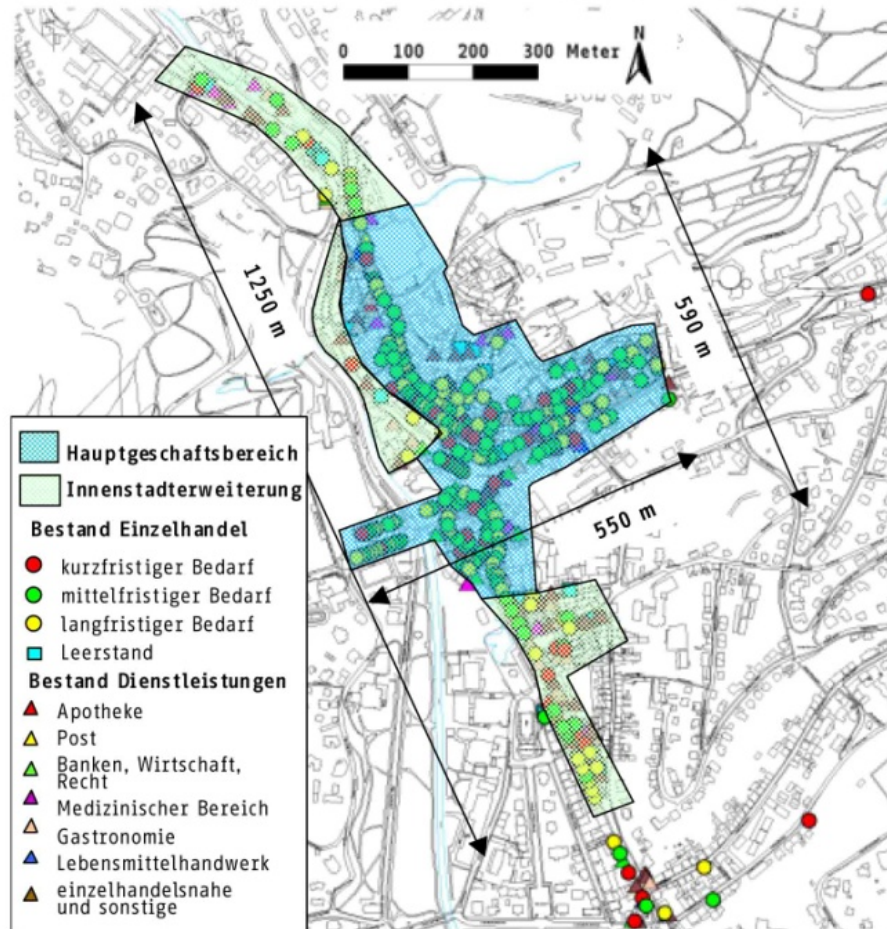 N
0 100 200 300 Meter
1250 m
590 m
550 m
Hauptgeschaftsbereich
Innenstadterweiterung
Bestand Einzelhandel
kurzfristiger Bedarf
mittelfristiger Bedarf
langfristiger Bedarf
Leerstand
Bestand Dienstleistungen
Apotheke
Post
Banken, Wirtschaft,
Recht
Medizinischer Bereich
Gastronomie
Lebensmittelhandwerk
einzelhandelsnahe
und sonstige